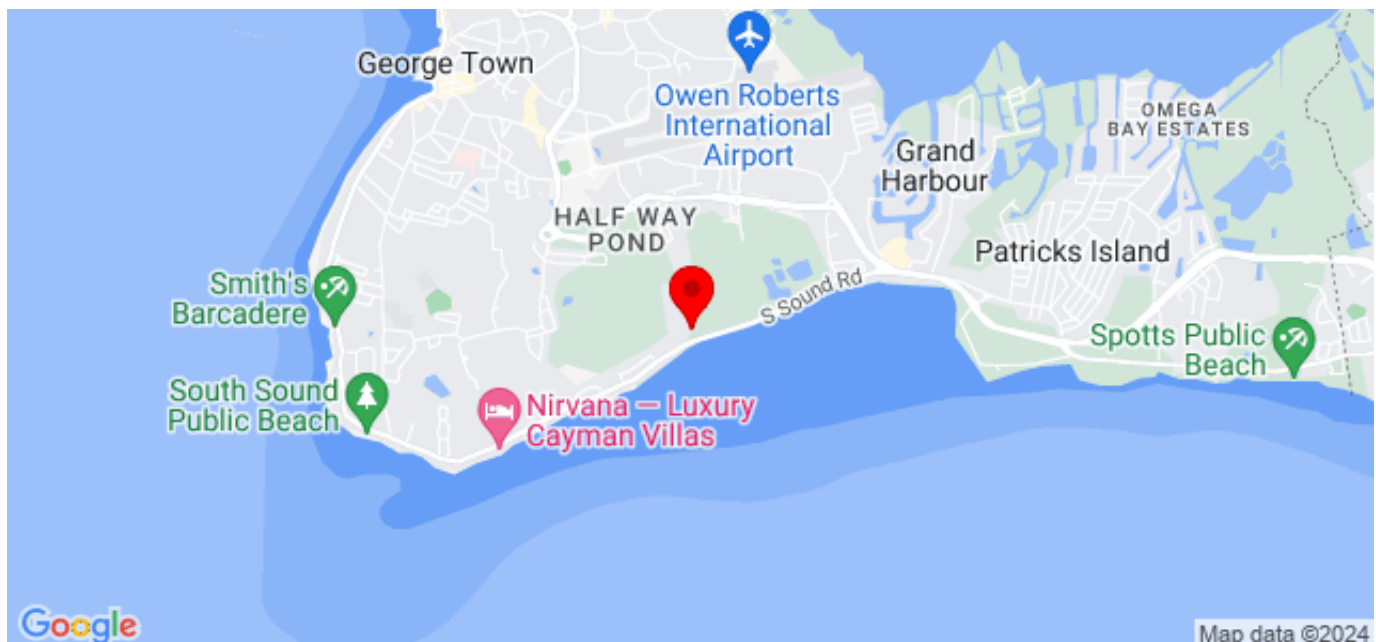 George Town
Owen Roberts
International
Airport
OMEGA
BAY ESTATES
Grand
Harbour
HALF WAY
POND
Patricks Island
Smith's
Barcadere
S Sound Rd
Spotts Public
Beach
South Sound
Public Beach
Nirvana — Luxury
Cayman Villas
Google
Map data ©2024